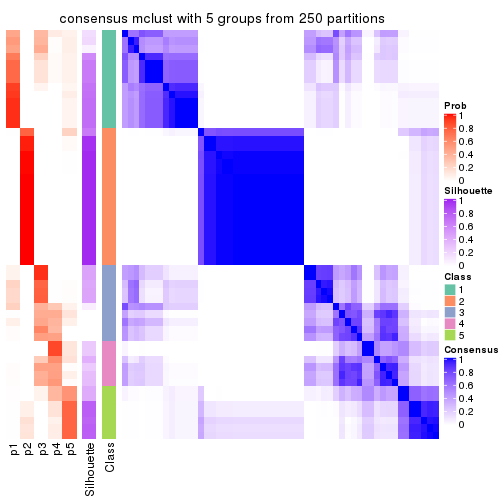 consensus mclust with 5 groups from 250 partitions
Prob
1
0.8
0.6
0.4
0.2
0
Silhouette
1
0.8
0.6
0.4
0.2
0
Class
1
2
3
4
5
Consensus
1
0.8
0.6
0.4
0.2
0
p1
p2
p3
p4
p5
Silhouette
Class